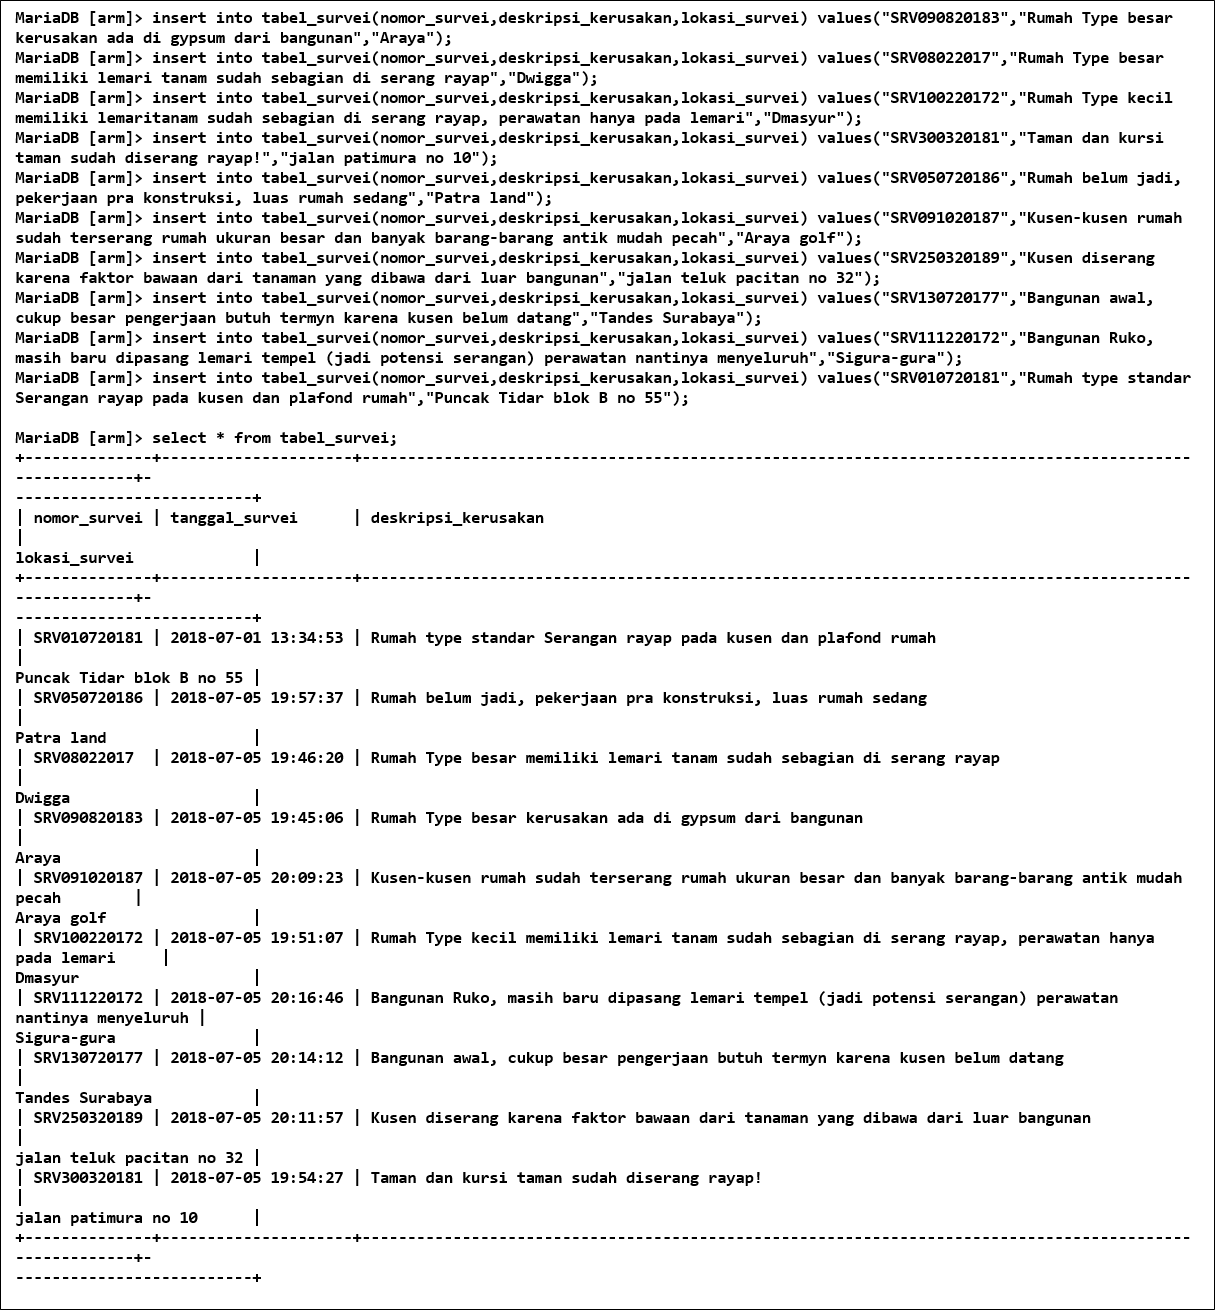 MariaDB [arm]> insert into tabel_survei(nomor_survei,deskripsi_kerusakan,lokasi_survei) values("SRV090820183","Rumah Type besar
kerusakan ada di gypsum dari bangunan","Araya");
MariaDB [arm]> insert into tabel_survei(nomor_survei,deskripsi_kerusakan,lokasi_survei) values("SRV08022017","Rumah Type besar
memiliki lemari tanam sudah sebagian di serang rayap","Dwigga");
MariaDB [arm]> insert into tabel_survei(nomor_survei,deskripsi_kerusakan,lokasi_survei) values("SRV100220172","Rumah Type kecil
memiliki lemaritanam sudah sebagian di serang rayap, perawatan hanya pada lemari","Dmasyur");
MariaDB [arm]> insert into tabel_survei(nomor_survei,deskripsi_kerusakan,lokasi_survei) values("SRV300320181","Taman dan kursi
taman sudah diserang rayap!","jalan patimura no 10");
MariaDB [arm]> insert into tabel_survei(nomor_survei,deskripsi_kerusakan,lokasi_survei) values("SRV050720186","Rumah belum jadi,
pekerjaan pra konstruksi, luas rumah sedang","Patra land");
MariaDB [arm]> insert into tabel_survei(nomor_survei,deskripsi_kerusakan,lokasi_survei) values("SRV091020187","Kusen-kusen rumah
sudah terserang rumah ukuran besar dan banyak barang-barang antik mudah pecah","Araya golf");
MariaDB [arm]> insert into tabel_survei(nomor_survei,deskripsi_kerusakan,lokasi_survei) values("SRV250320189","Kusen diserang
karena faktor bawaan dari tanaman yang dibawa dari luar bangunan","jalan teluk pacitan no 32");
MariaDB [arm]> insert into tabel_survei(nomor_survei,deskripsi_kerusakan,lokasi_survei) values("SRV130720177","Bangunan awal,
cukup besar pengerjaan butuh termyn karena kusen belum datang","Tandes Surabaya");
MariaDB [arm]> insert into tabel_survei(nomor_survei,deskripsi_kerusakan,lokasi_survei) values("SRV111220172","Bangunan Ruko,
masih baru dipasang lemari tempel (jadi potensi serangan) perawatan nantinya menyeluruh","Sigura-gura");
MariaDB [arm]> insert into tabel_survei(nomor_survei,deskripsi_kerusakan,lokasi_survei) values("SRV010720181","Rumah type standar
Serangan rayap pada kusen dan plafond rumah","Puncak Tidar blok B no 55");
MariaDB [arm]> select * from tabel_survei;
+--------------+---------------------+-------------------------------------------------------------------------------------------
-------------+-
--------------------------+
| nomor_survei | tanggal_survei      | deskripsi_kerusakan
|
lokasi_survei             |
+--------------+---------------------+-------------------------------------------------------------------------------------------
-------------+-
--------------------------+
| SRV010720181 | 2018-07-01 13:34:53 | Rumah type standar Serangan rayap pada kusen dan plafond rumah
|
Puncak Tidar blok B no 55 |
| SRV050720186 | 2018-07-05 19:57:37 | Rumah belum jadi, pekerjaan pra konstruksi, luas rumah sedang
|
Patra land                |
| SRV08022017  | 2018-07-05 19:46:20 | Rumah Type besar memiliki lemari tanam sudah sebagian di serang rayap
|
Dwigga                    |
| SRV090820183 | 2018-07-05 19:45:06 | Rumah Type besar kerusakan ada di gypsum dari bangunan
|
Araya                     |
| SRV091020187 | 2018-07-05 20:09:23 | Kusen-kusen rumah sudah terserang rumah ukuran besar dan banyak barang-barang antik mudah
pecah        |
Araya golf                |
| SRV100220172 | 2018-07-05 19:51:07 | Rumah Type kecil memiliki lemari tanam sudah sebagian di serang rayap, perawatan hanya
pada lemari     |
Dmasyur                   |
| SRV111220172 | 2018-07-05 20:16:46 | Bangunan Ruko, masih baru dipasang lemari tempel (jadi potensi serangan) perawatan
nantinya menyeluruh |
Sigura-gura               |
| SRV130720177 | 2018-07-05 20:14:12 | Bangunan awal, cukup besar pengerjaan butuh termyn karena kusen belum datang
|
Tandes Surabaya           |
| SRV250320189 | 2018-07-05 20:11:57 | Kusen diserang karena faktor bawaan dari tanaman yang dibawa dari luar bangunan
|
jalan teluk pacitan no 32 |
| SRV300320181 | 2018-07-05 19:54:27 | Taman dan kursi taman sudah diserang rayap!
|
jalan patimura no 10      |
+--------------+---------------------+-------------------------------------------------------------------------------------------
-------------+-
--------------------------+